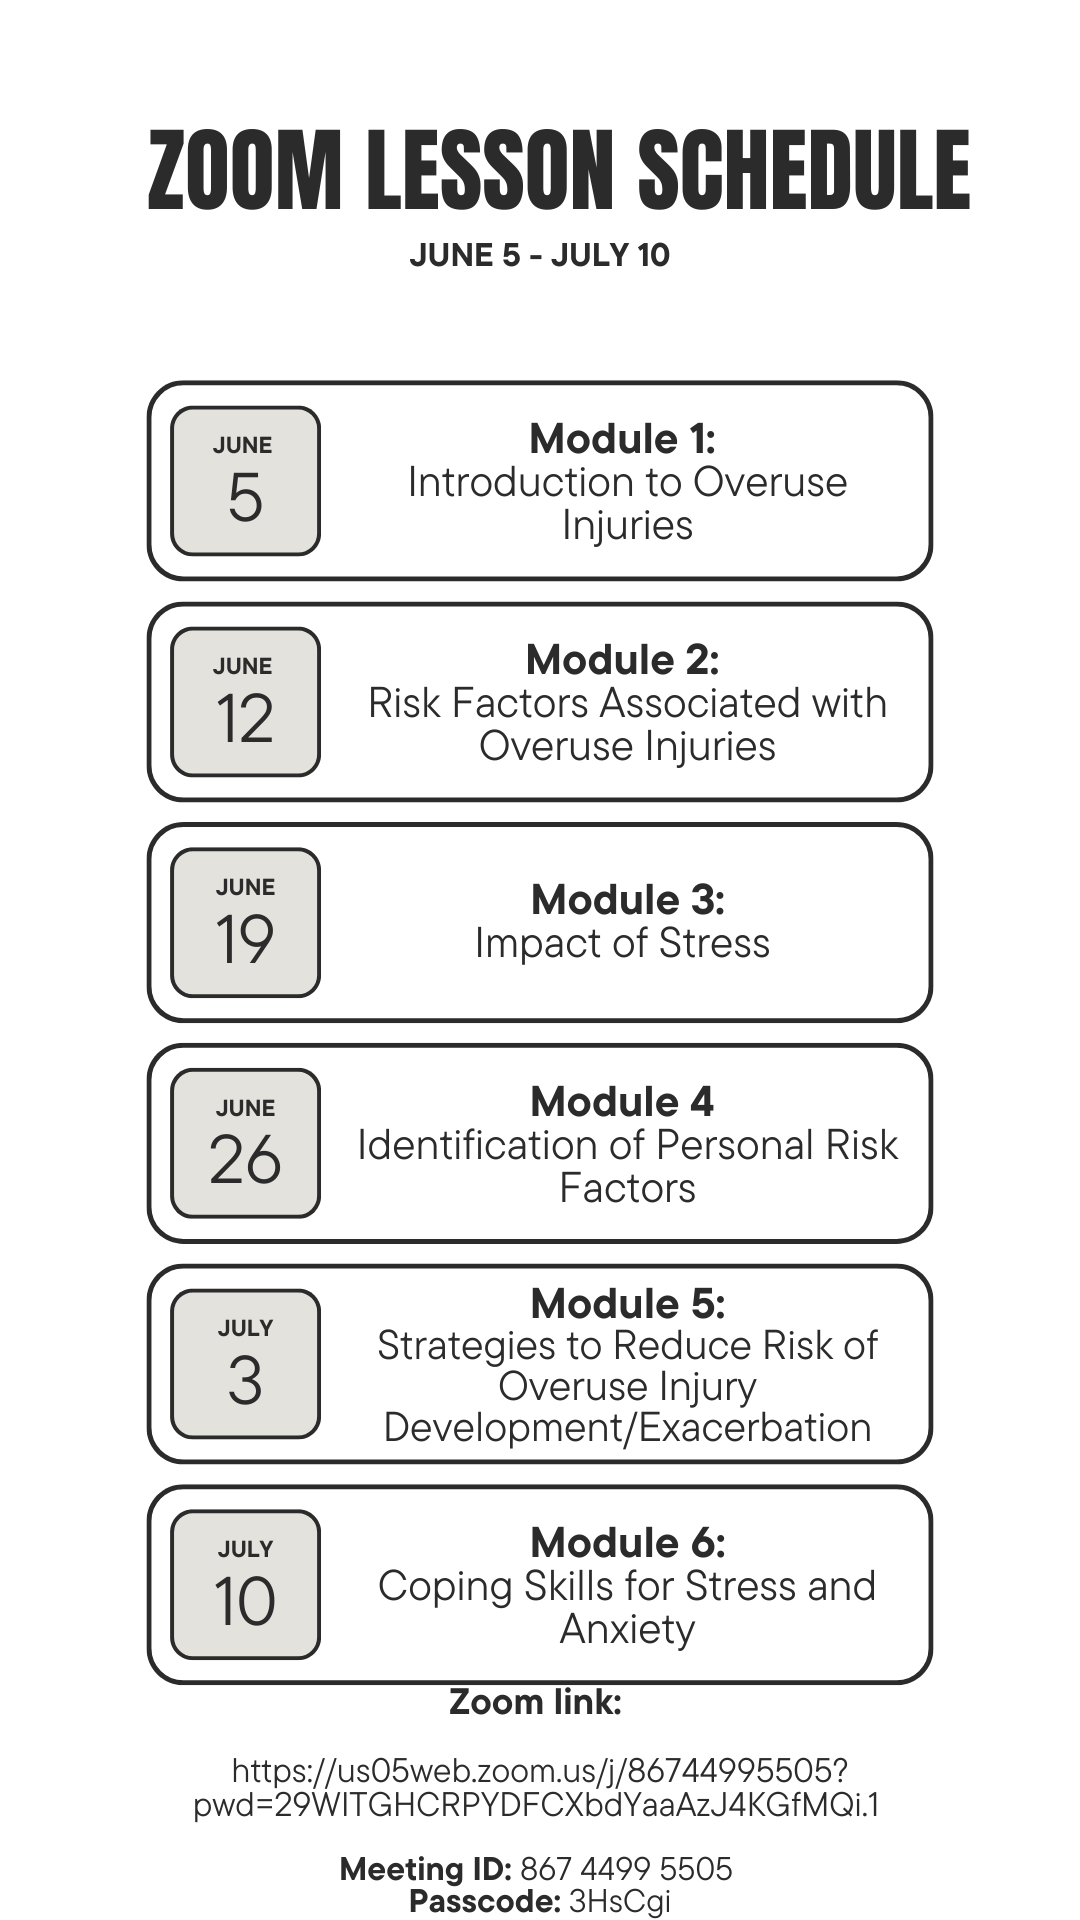 ZOOM LESSON SCHEDULE
JUNE 5 - JULY 10
JUNE
5
Module 1:
Introduction to Overuse
Injuries
JUNE
12
Module 2:
Risk Factors Associated with
Overuse Injuries
JUNE
19
Module 3:
Impact of Stress
JUNE
26
Module 4
Identification of Personal Risk
Factors
JULY
3
Module 5:
Strategies to Reduce Risk of
Overuse Injury
Development/Exacerbation
JULY
10
Module 6:
Coping Skills for Stress and
Anxiety
Zoom link:
https://us05web.zoom.us/j/86744995505?
pwd=29WITGHCRPYDFCXbdYaaAzJ4KGfMQi.1
Meeting ID: 867 4499 5505
Passcode: 3HsCgi